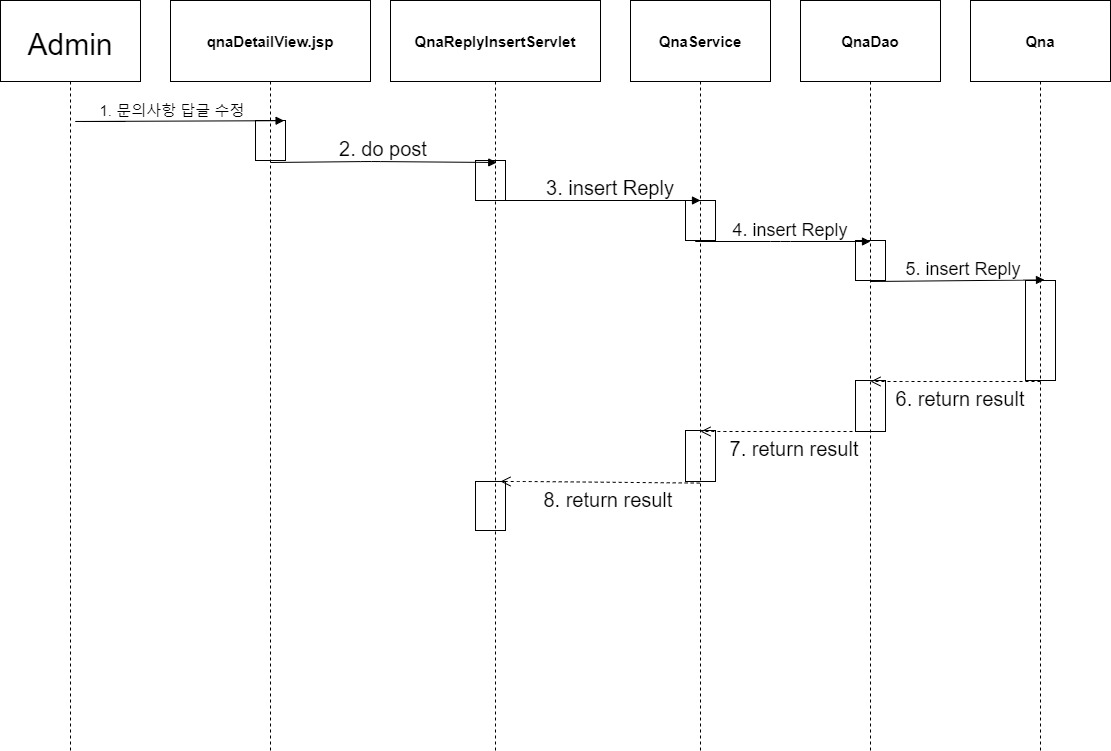 Admin
qnaDetailView.jsp
QnaReplyInsertServlet
QnaService
QnaDao
Qna
1. 문의사항 답글 수정
2. do post
3. insert Reply
4. insert Reply
5. insert Reply
6. return result
7. return result
8. return result